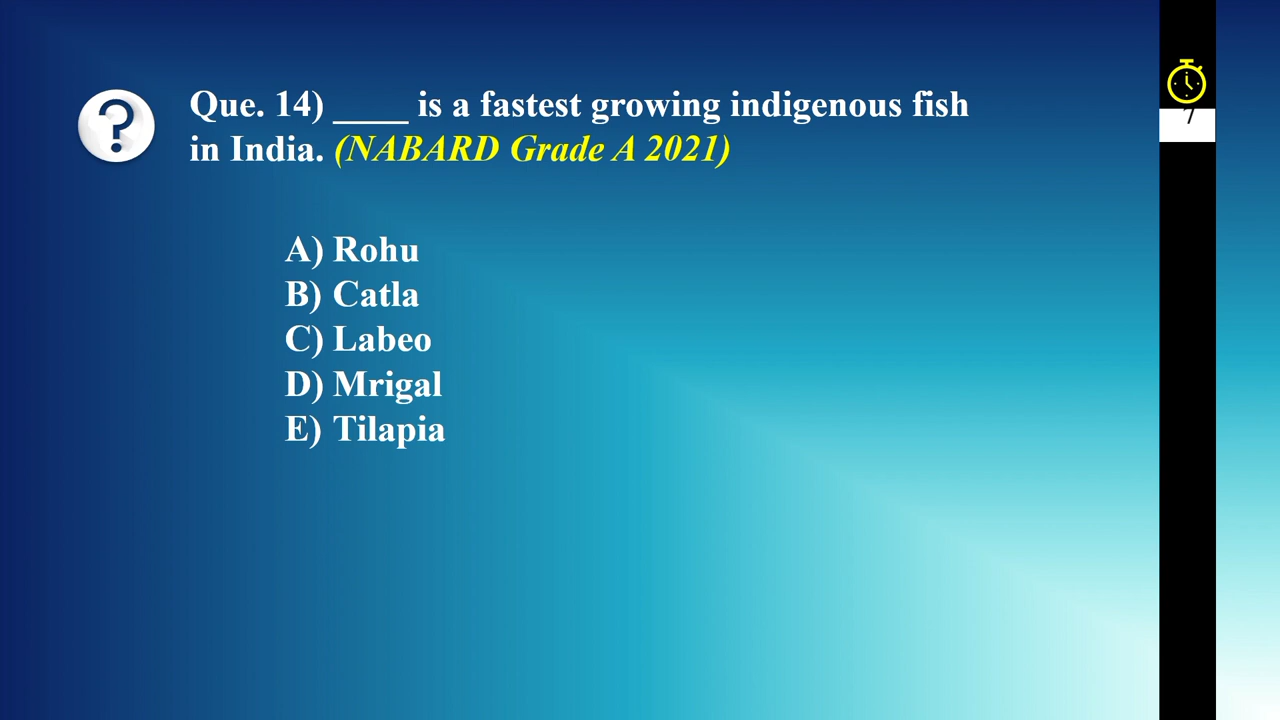 Que. 14) ____ is a fastest growing indigenous fish
in India. (NABARD Grade A 2021)
A) Rohu
B) Catla
C) Labeo
D) Mrigal
E) Tilapia